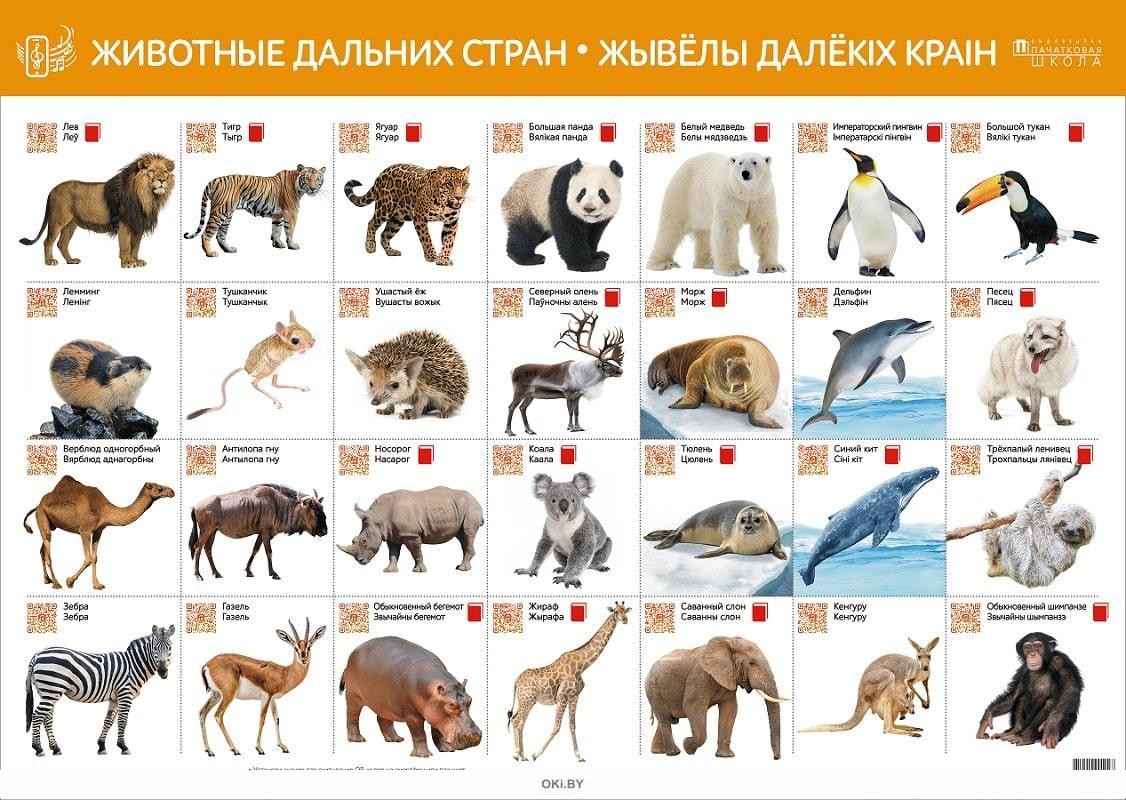 ЖИВОТНЫЕ ДАЛЬНИХ СТРАН • ЖЫВЁЛЫ ДАЛЁКІХ КРАІН
ВЫДАВЕЦТВА
ПАЧАТКОВАЯ
ШКОЛА
Лев
Леў
Тигр
Тыгр
Ягуар
Ягуар
Большая панда
Вялікая панда
Белый медведь
Белы мядзведзь
Императорский пингвин
Імператарскі пінгвін
Большой тукан
Вялікі тукан
Лемминг
Лемінг
Тушканчик
Тушканчык
Ушастый ёж
Вушасты вожык
Северный олень
Паўночны алень
Морж
Морж
Дельфин
Дэльфін
Песец
Пясец
Верблюд одногорбный
Вярблюд аднагорбны
Антилопа гну
Антылопа гну
Носорог
Насарог
Коала
Каала
Тюлень
Цюлень
Синий кит
Сіні кіт
Трёхпалый ленивец
Трохпальцы лянівец
Зебра
Зебра
Газель
Газель
Обыкновенный бегемот
Звычайны бегемот
Жираф
Жырафа
Саванный слон
Саванны слон
Кенгуру
Кенгуру
Обыкновенный шимпанзе
Звычайны шымпанзэ
OKi.BY